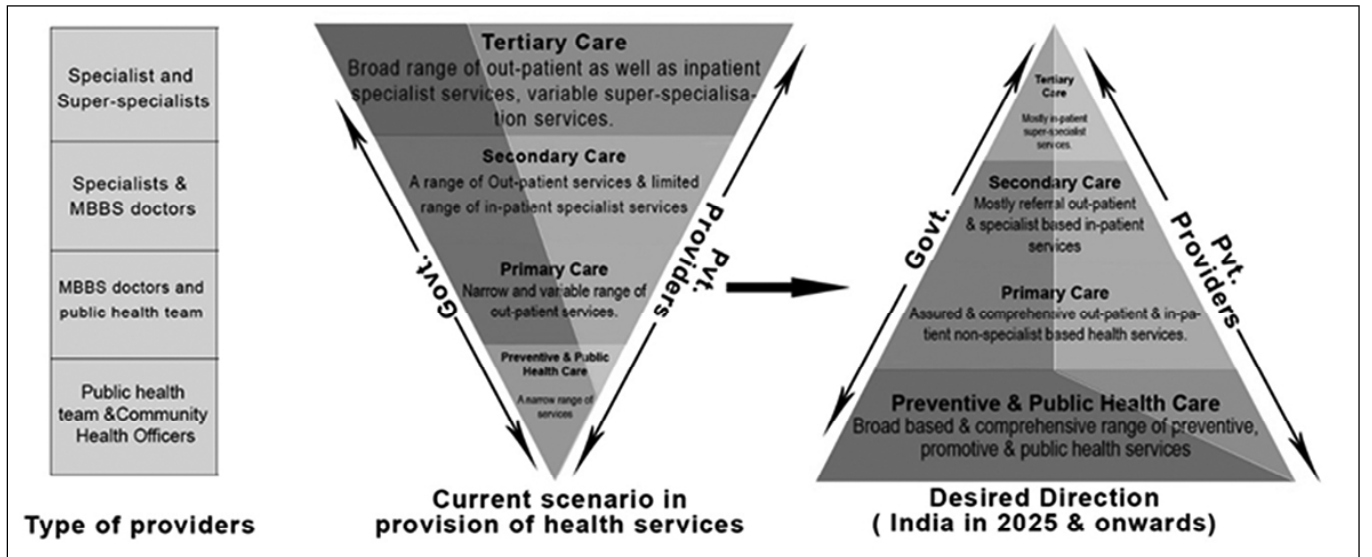 Specialist and
Super-specialists
Specialists &
MBBS doctors
MBBS doctors and
public health team
Public health
team &Community
Health Officers
Type of providers
Tertiary Care
Broad range of out-patient as well as inpatient
specialist services, variable super-specialisa-
tion services.
Secondary Care
A range of Out-patient services & limited
range of in-patient specialist services
Primary Care
Narrow and variable range of
out-patient services.
Preventive & Public
Health Care
A narrow range of
services
Govt.
Pvt.
Providers
Current scenario in
provision of health services
Tertiary
Care
Mostly in-patient
super-specialist
services.
Secondary Care
Mostly referral out-patient
& specialist based in-patient
services
Primary Care
Assured & comprehensive out-patient & in-pa-
tient non-specialist based health services.
Preventive & Public Health Care
Broad based & comprehensive range of preventive,
promotive & public health services
Govt.
Pvt.
Providers
Desired Direction
( India in 2025 & onwards)